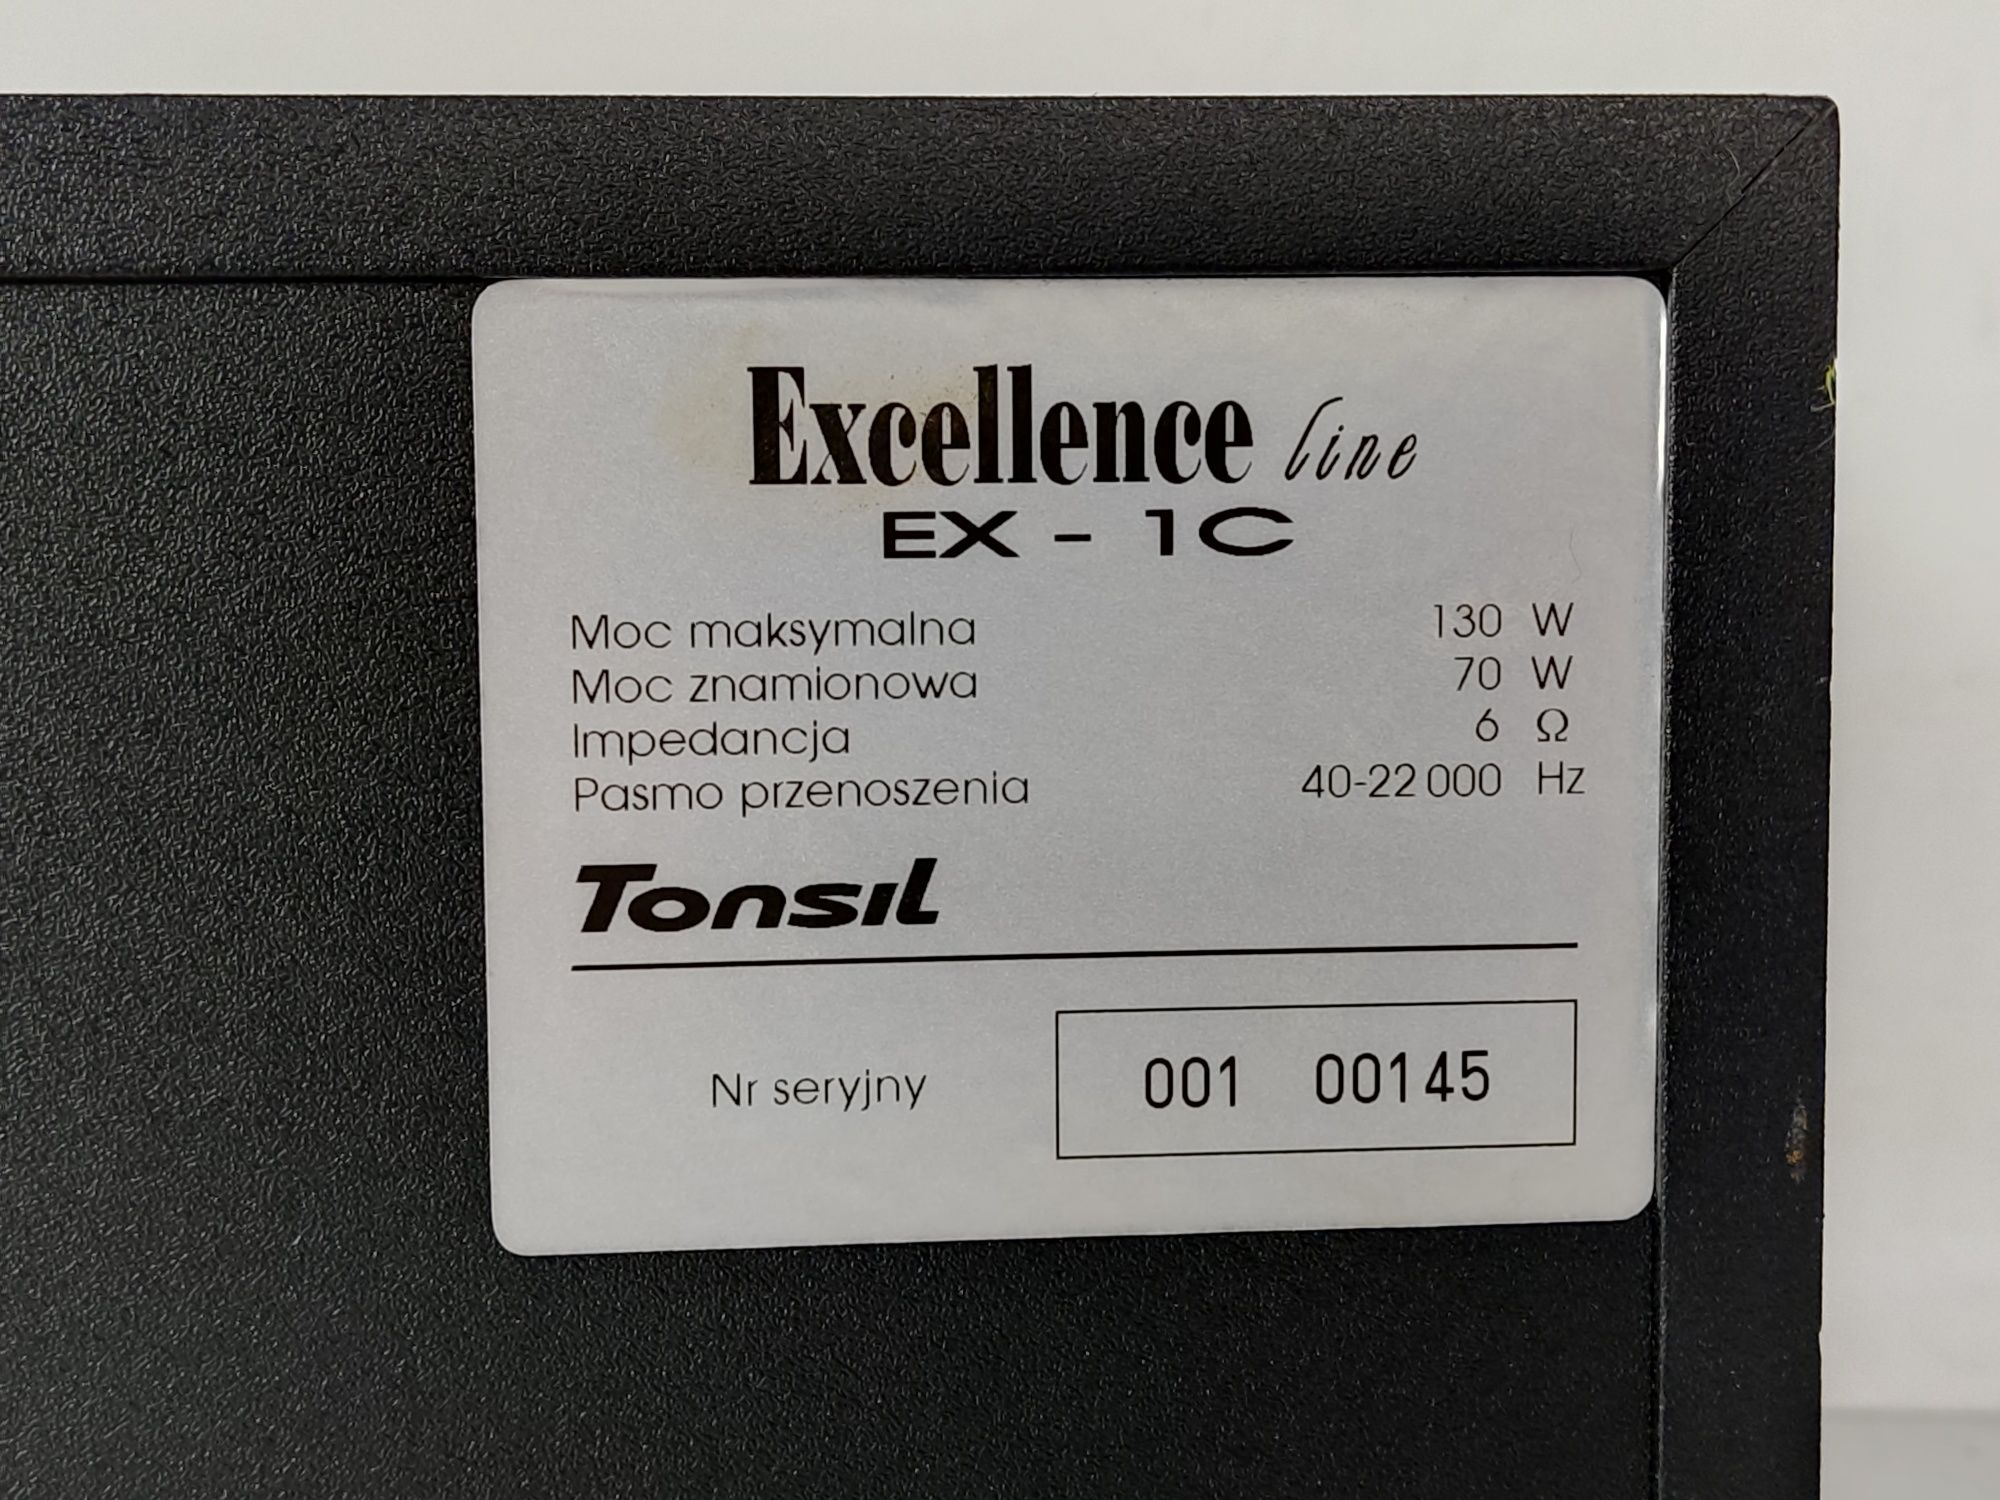 Excellence line
EX - 1C
Moc maksymalna 130 W
Moc znamionowa 70 W
Impedancja 6 Ω
Pasmo przenoszenia 40-22 000 Hz
Tonsil
Nr seryjny 001 00145